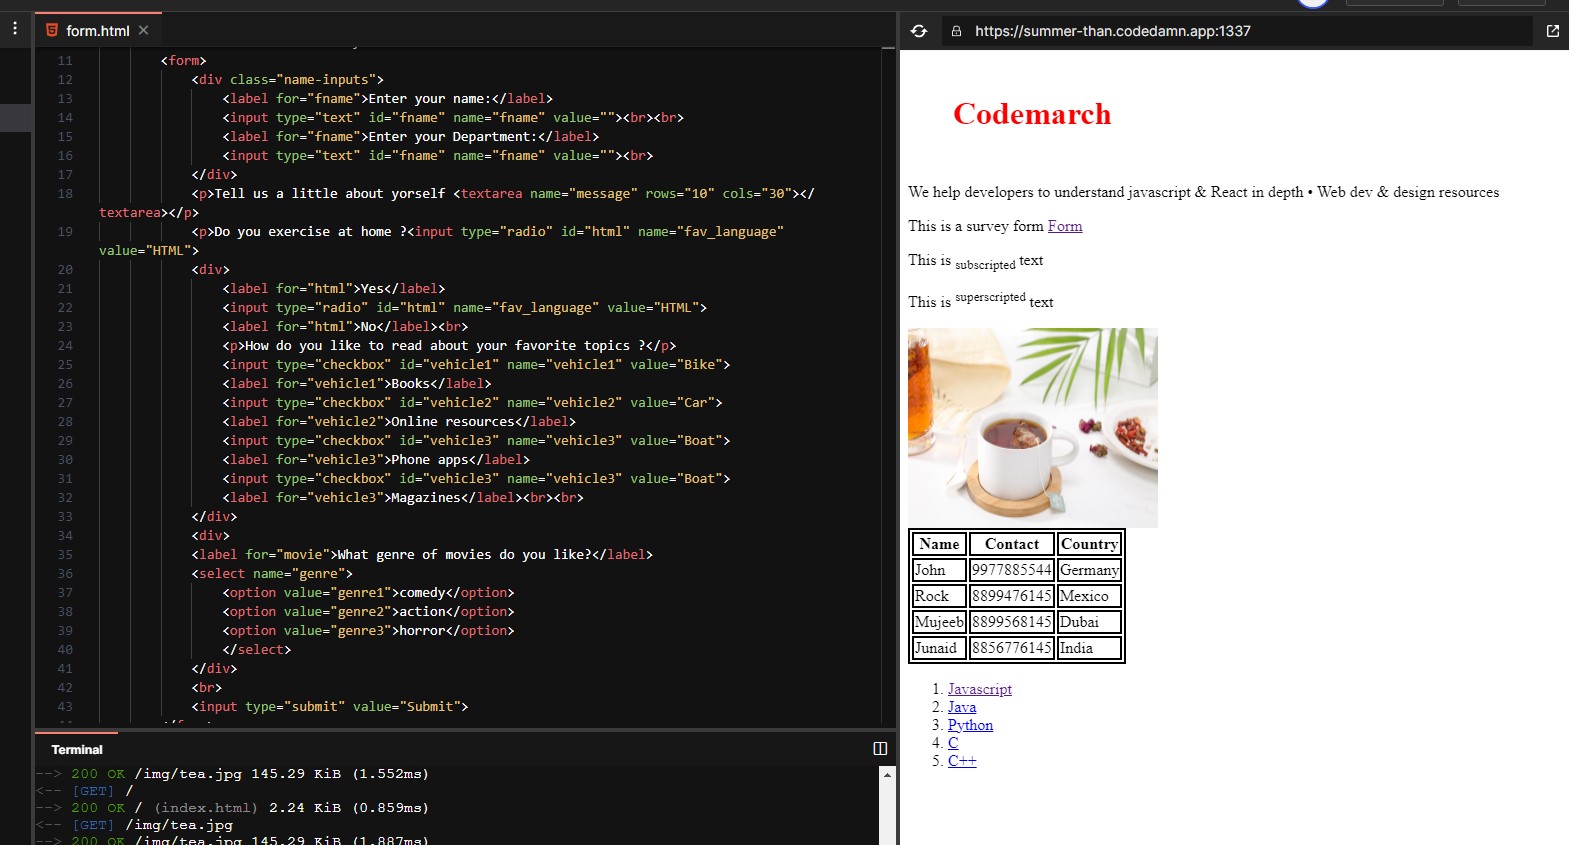 form.html
https://summer-than.codedamn.app:1337
11 <form>
12 <div class="name-inputs">
13 <label for="fname">Enter your name:</label>
14 <input type="text" id="fname" name="fname" value=""><br><br>
15 <label for="fname">Enter your Department:</label>
16 <input type="text" id="fname" name="fname" value=""><br>
17 </div>
18 <p>Tell us a little about yorself <textarea name="message" rows="10" cols="30"></
textarea></p>
19 <p>Do you exercise at home ?<input type="radio" id="html" name="fav_language"
value="HTML">
20 <div>
21 <label for="html">Yes</label>
22 <input type="radio" id="html" name="fav_language" value="HTML">
23 <label for="html">No</label><br>
24 <p>How do you like to read about your favorite topics ?</p>
25 <input type="checkbox" id="vehicle1" name="vehicle1" value="Bike">
26 <label for="vehicle1">Books</label>
27 <input type="checkbox" id="vehicle2" name="vehicle2" value="Car">
28 <label for="vehicle2">Online resources</label>
29 <input type="checkbox" id="vehicle3" name="vehicle3" value="Boat">
30 <label for="vehicle3">Phone apps</label>
31 <input type="checkbox" id="vehicle3" name="vehicle3" value="Boat">
32 <label for="vehicle3">Magazines</label><br><br>
33 </div>
34 <div>
35 <label for="movie">What genre of movies do you like?</label>
36 <select name="genre">
37 <option value="genre1">comedy</option>
38 <option value="genre2">action</option>
39 <option value="genre3">horror</option>
40 </select>
41 </div>
42 <br>
43 <input type="submit" value="Submit">
Terminal
--> 200 OK /img/tea.jpg 145.29 KiB (1.552ms)
<-- [GET] /
--> 200 OK / (index.html) 2.24 KiB (0.859ms)
<-- [GET] /img/tea.jpg
--> 200 OK /img/tea.jpg 145.29 KiB (1.887ms)
Codemarch
We help developers to understand javascript & React in depth • Web dev & design resources
This is a survey form Form
This is subscripted text
This is superscripted text
Name Contact Country
John 9977885544 Germany
Rock 8899476145 Mexico
Mujeeb 8899568145 Dubai
Junaid 8856776145 India
1. Javascript
2. Java
3. Python
4. C
5. C++